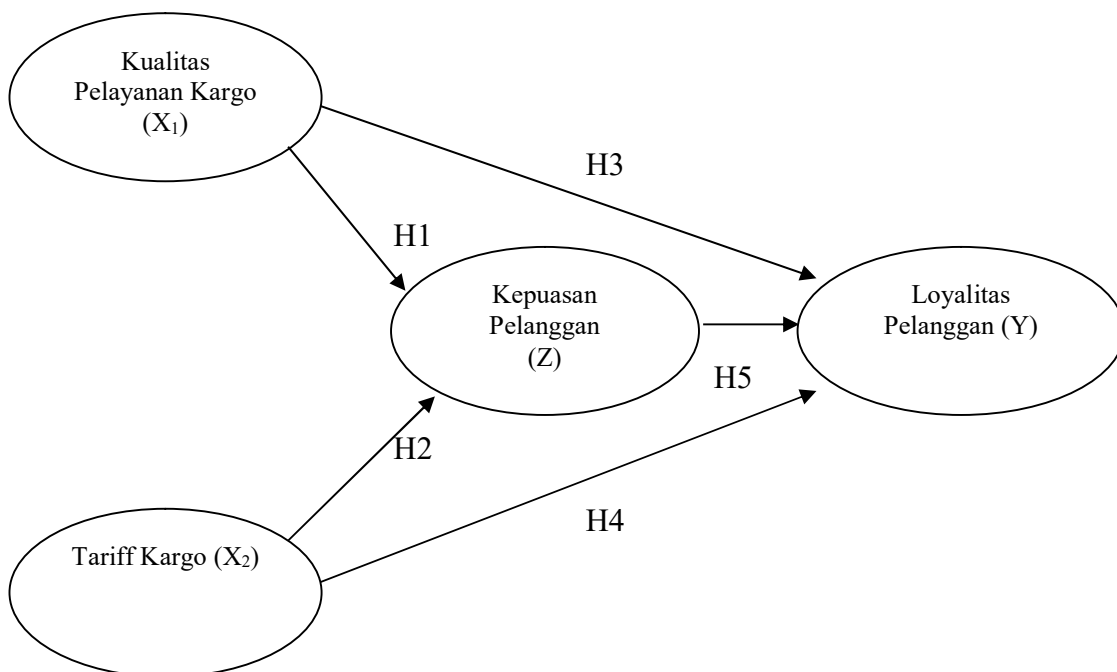 Kualitas
Pelayanan Kargo
(X₁)
H3
H1
Kepuasan
Pelanggan
(Z)
Loyalitas
Pelanggan (Y)
H5
H2
H4
Tariff Kargo (X₂)